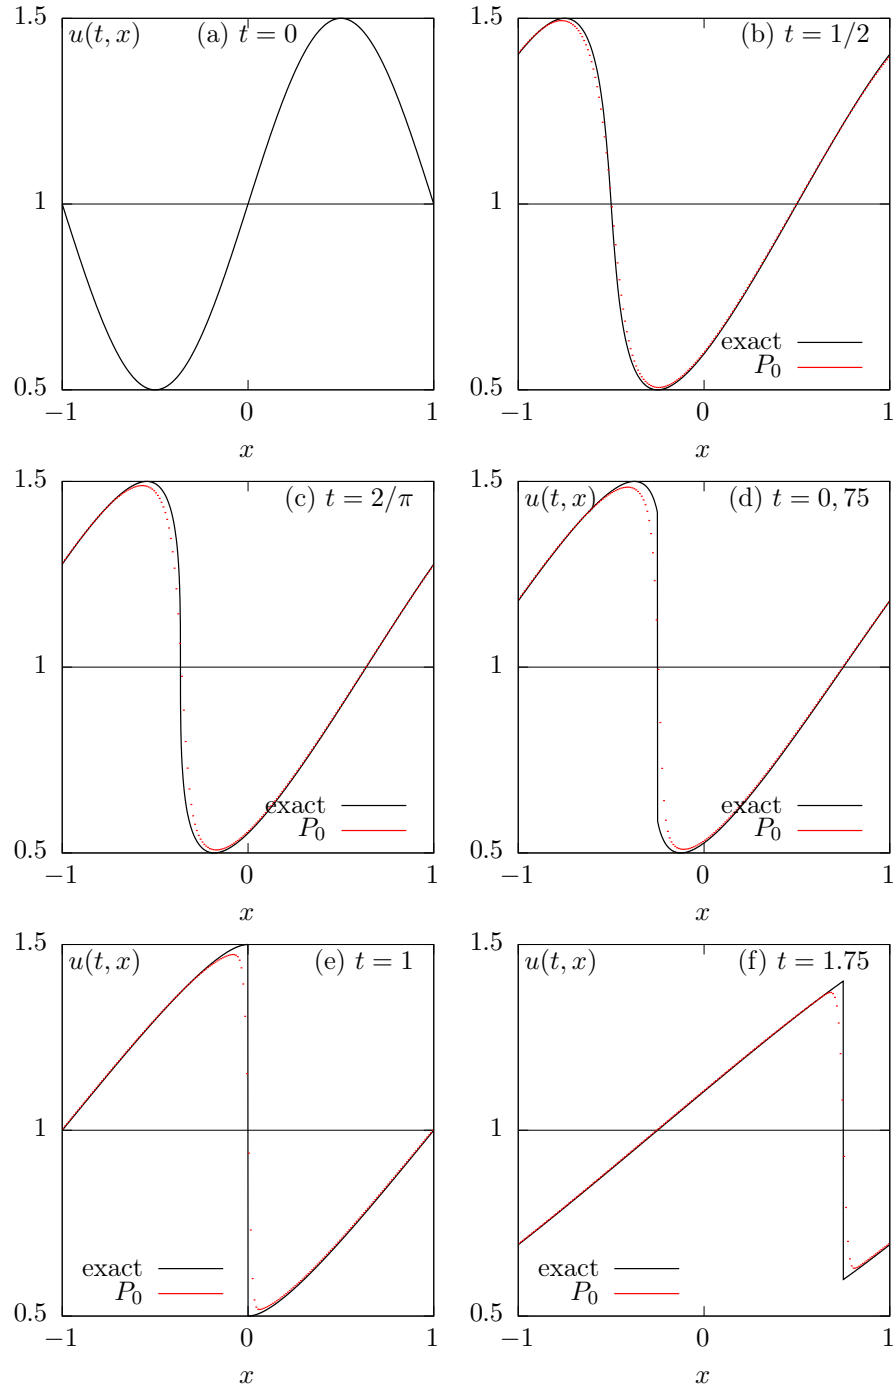 1.5
u(t, x)
(a) t = 0
1
0.5
−1
0
1
x
1.5
(b) t = 1/2
1
exact
P0
0.5
−1
0
1
x
1.5
(c) t = 2/π
1
exact
P0
0.5
−1
0
1
x
1.5
u(t, x)
(d) t = 0, 75
1
exact
P0
0.5
−1
0
1
x
1.5
u(t, x)
(e) t = 1
1
exact
P0
0.5
−1
0
1
x
1.5
u(t, x)
(f) t = 1.75
1
exact
P0
0.5
−1
0
1
x